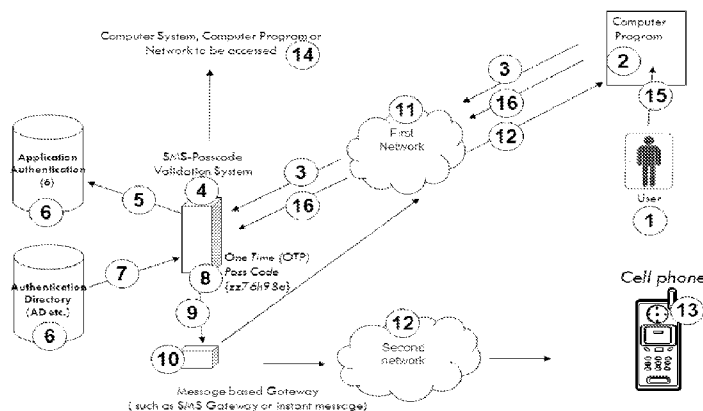 Computer System, Computer Program or
Network to be accessed
14
Computer
Program
2
3
16
12
15
11
First
Network
User
1
Application
Authentication
(6)
6
5
SMS-Passcode
Validation System
4
3
16
7
8
One Time (OTP)
Pass Code
(zz76h98a)
Authentication
Directory
(AD etc.)
6
9
10
12
Second
network
Cell phone
13
Message based Gateway
( such as SMS Gateway or instant message)